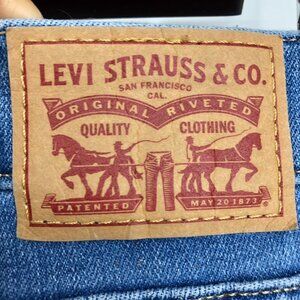 LEVI STRAUSS & CO.
SAN FRANCISCO
CAL.
ORIGINAL RIVETED
QUALITY CLOTHING
PATENTED MAY 20 1873